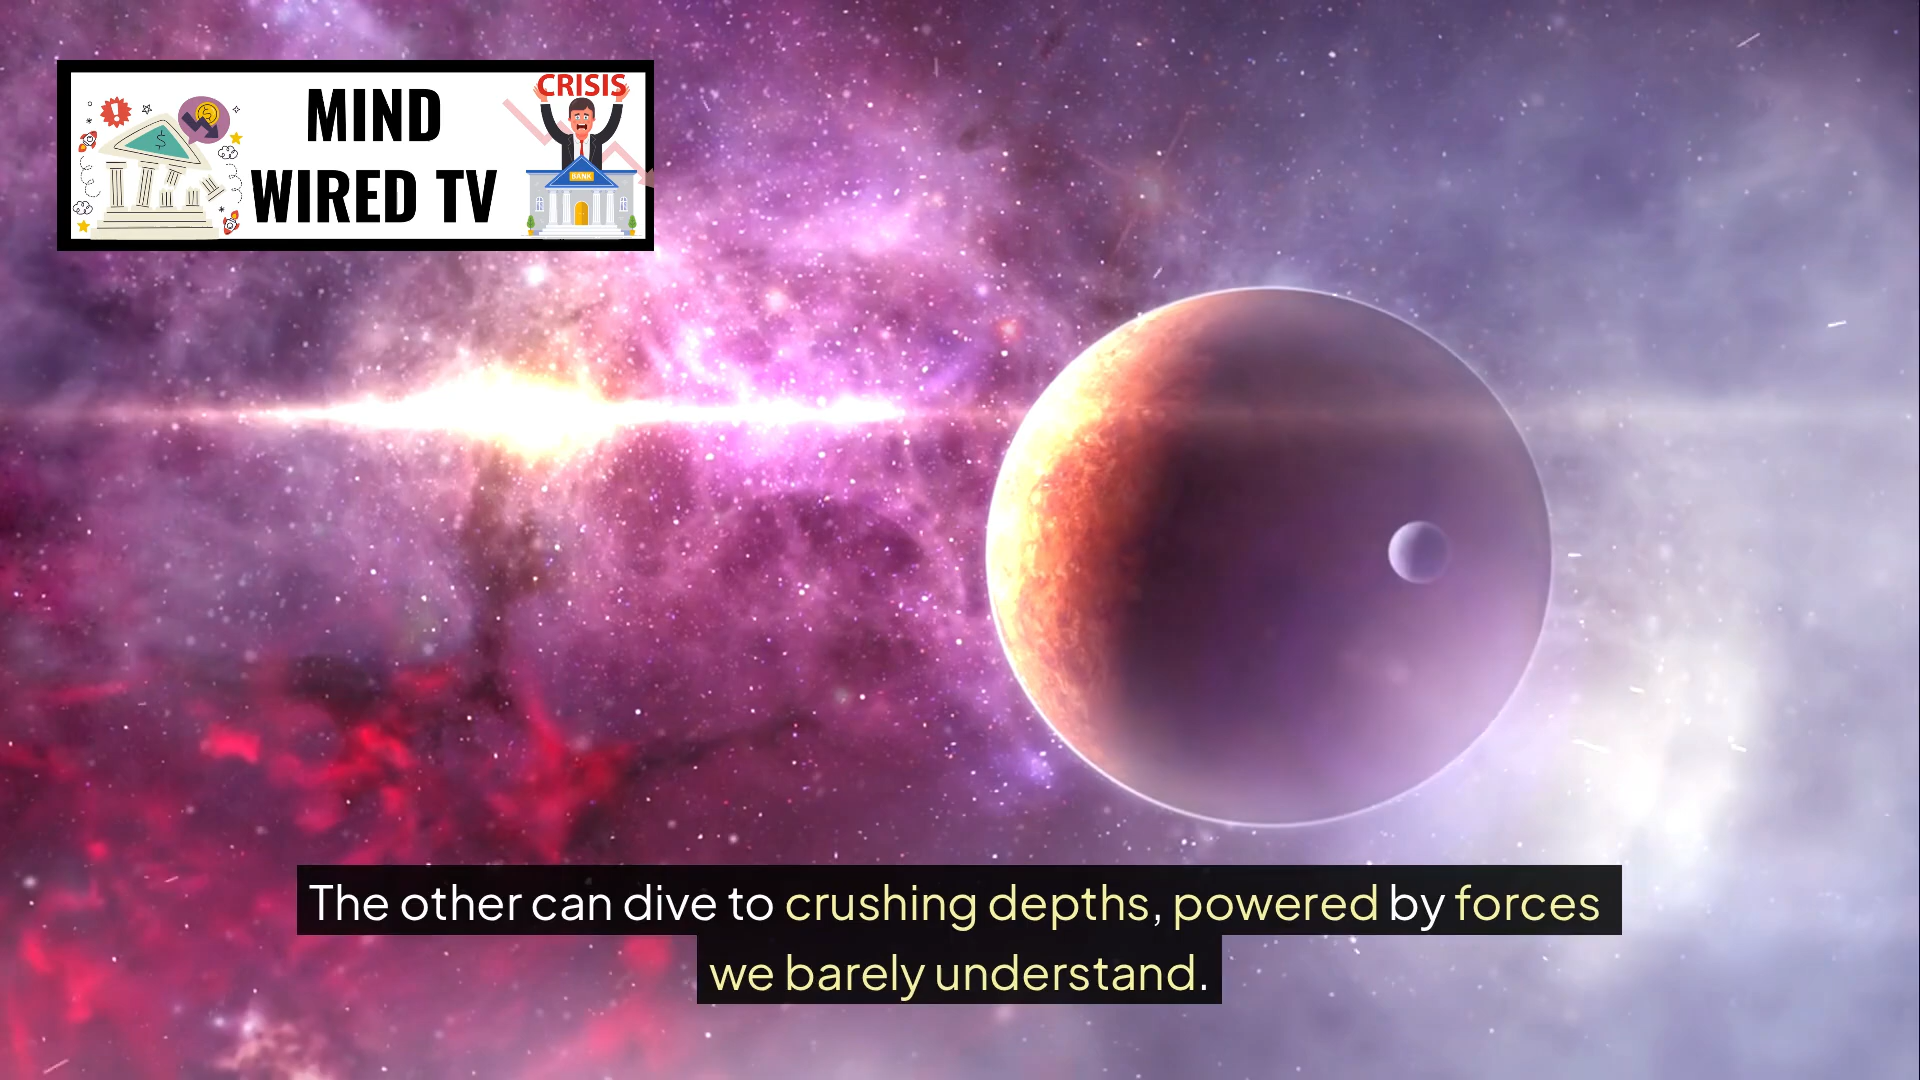 CRISIS
MIND
WIRED TV
BANK
The other can dive to crushing depths, powered by forces
we barely understand.